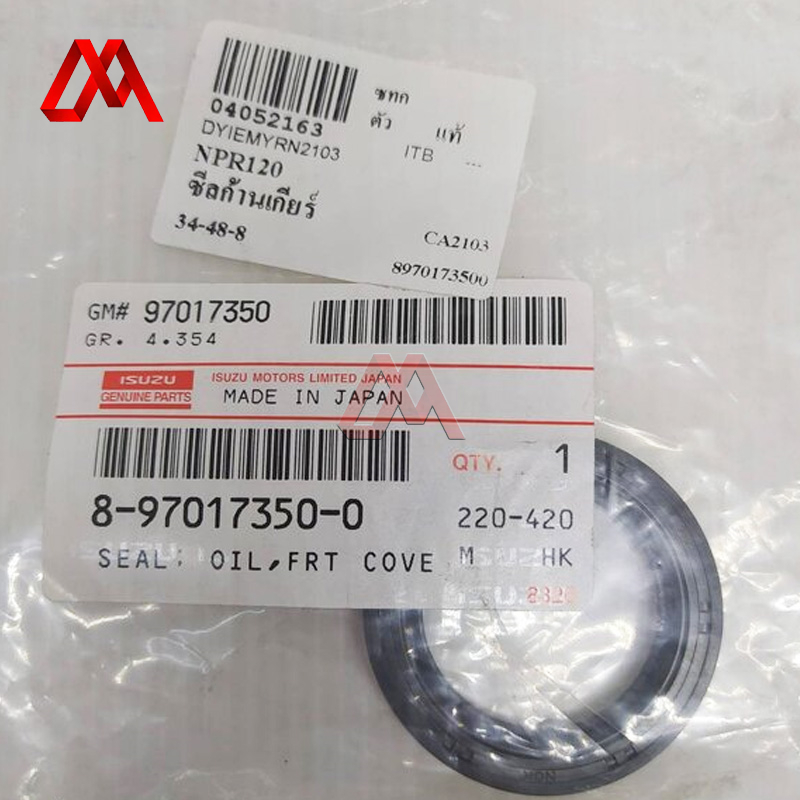 04052163
DYIEMYRN2103
NPR120
ซีลก้านเกียร์
34-48-8
ชทก
ตัว แท้
ITB ...
CA2103
8970173500
GM# 97017350
GR. 4.354
ISUZU
GENUINE PARTS
ISUZU MOTORS LIMITED JAPAN
MADE IN JAPAN
QTY. 1
8-97017350-0
220-420
SEAL; OIL,FRT COVE
M HK
ISUZU